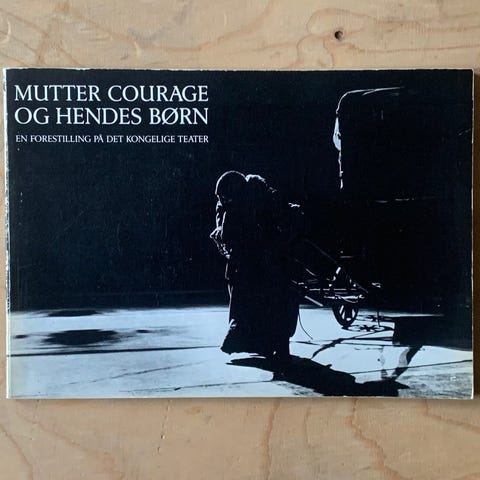 MUTTER COURAGE
OG HENDES BØRN
EN FORESTILLING PÅ DET KONGELIGE TEATER